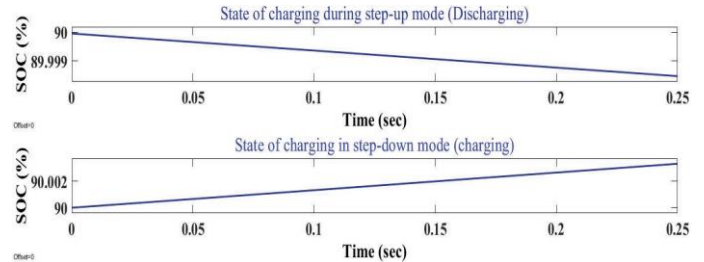 State of charging during step-up mode (Discharging)
SOC (%)
90
89.999
0 0.05 0.1 0.15 0.2 0.25
Time (sec)
Offset=0
State of charging in step-down mode (charging)
SOC (%)
90.002
90
0 0.05 0.1 0.15 0.2 0.25
Time (sec)
Offset=0